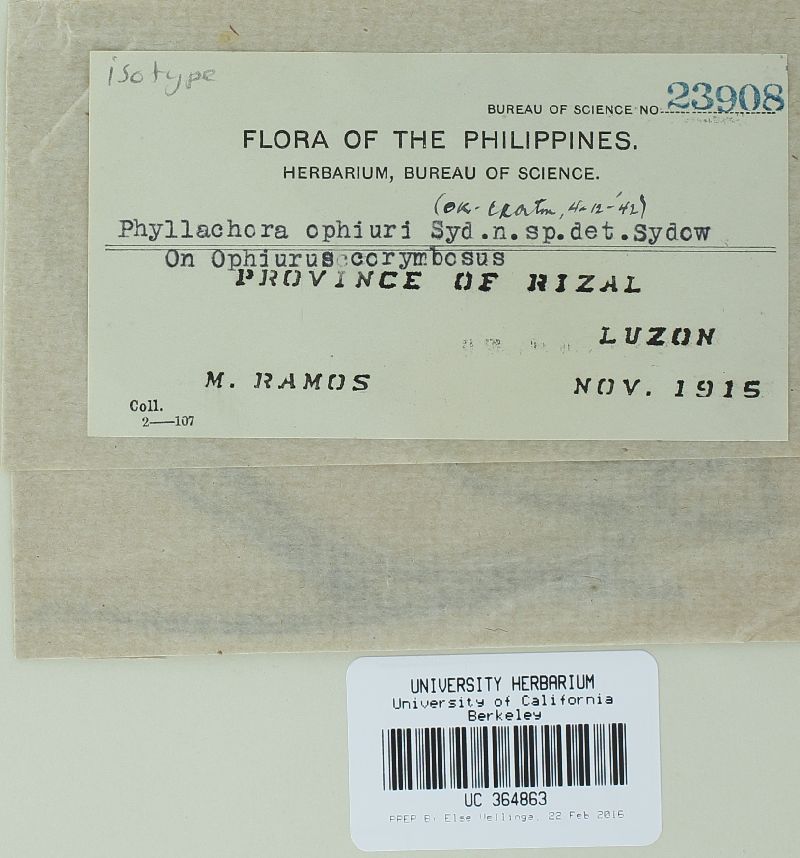 isotype
BUREAU OF SCIENCE NO. 23908
FLORA OF THE PHILIPPINES.
HERBARIUM, BUREAU OF SCIENCE.
(OK- 4-12-'42)
Phyllachora ophiuri Syd.n.sp.det.Sydow
On Ophiurus corymbosus
PROVINCE OF RIZAL
LUZON
M. RAMOS
NOV. 1915
Coll.
2—107
UNIVERSITY HERBARIUM
University of California
Berkeley
UC 364863
PREP By Else Vellinga, 22 Feb 2016